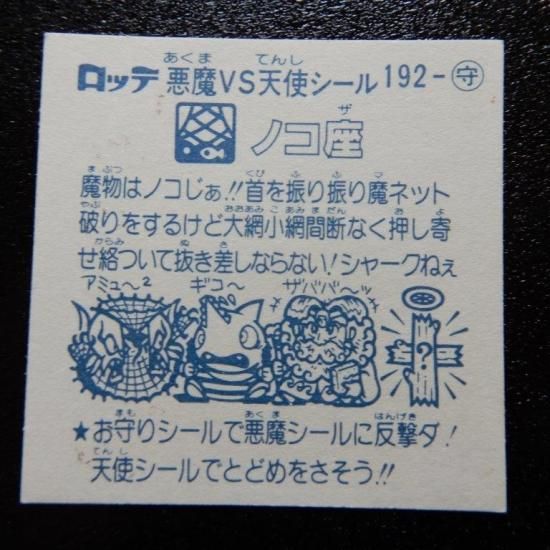 ロッテ 悪魔VS天使シール 192-守
ノコ座
魔物はノコじぁ!!首を振り振り魔ネット
破りをするけど大網小網間断なく押し寄
せ絡ついて抜き差しならない!シャークねぇ
アミュ〜2 ギコ〜 ザババ〜ッ
?
★お守りシールで悪魔シールに反撃ダ!
天使シールでとどめをさそう!!